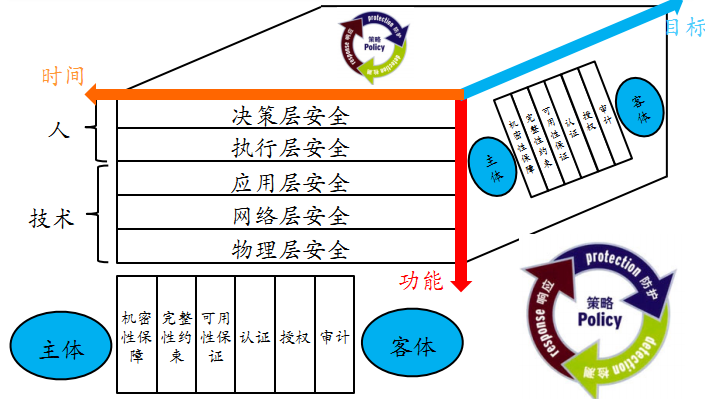 protection 防护
response 响应
策略
Policy
detection 检测
目标
时间
人
决策层安全
执行层安全
应用层安全
技术
网络层安全
物理层安全
功能
主
体
机密性保障
完整性约束
可用性保证
认证
授权
审计
客
体
主体
机密
性保
障
完整
性约
束
可用
性保
证
认证
授权
审计
客体
protection 防护
response 响应
策略
Policy
detection 检测